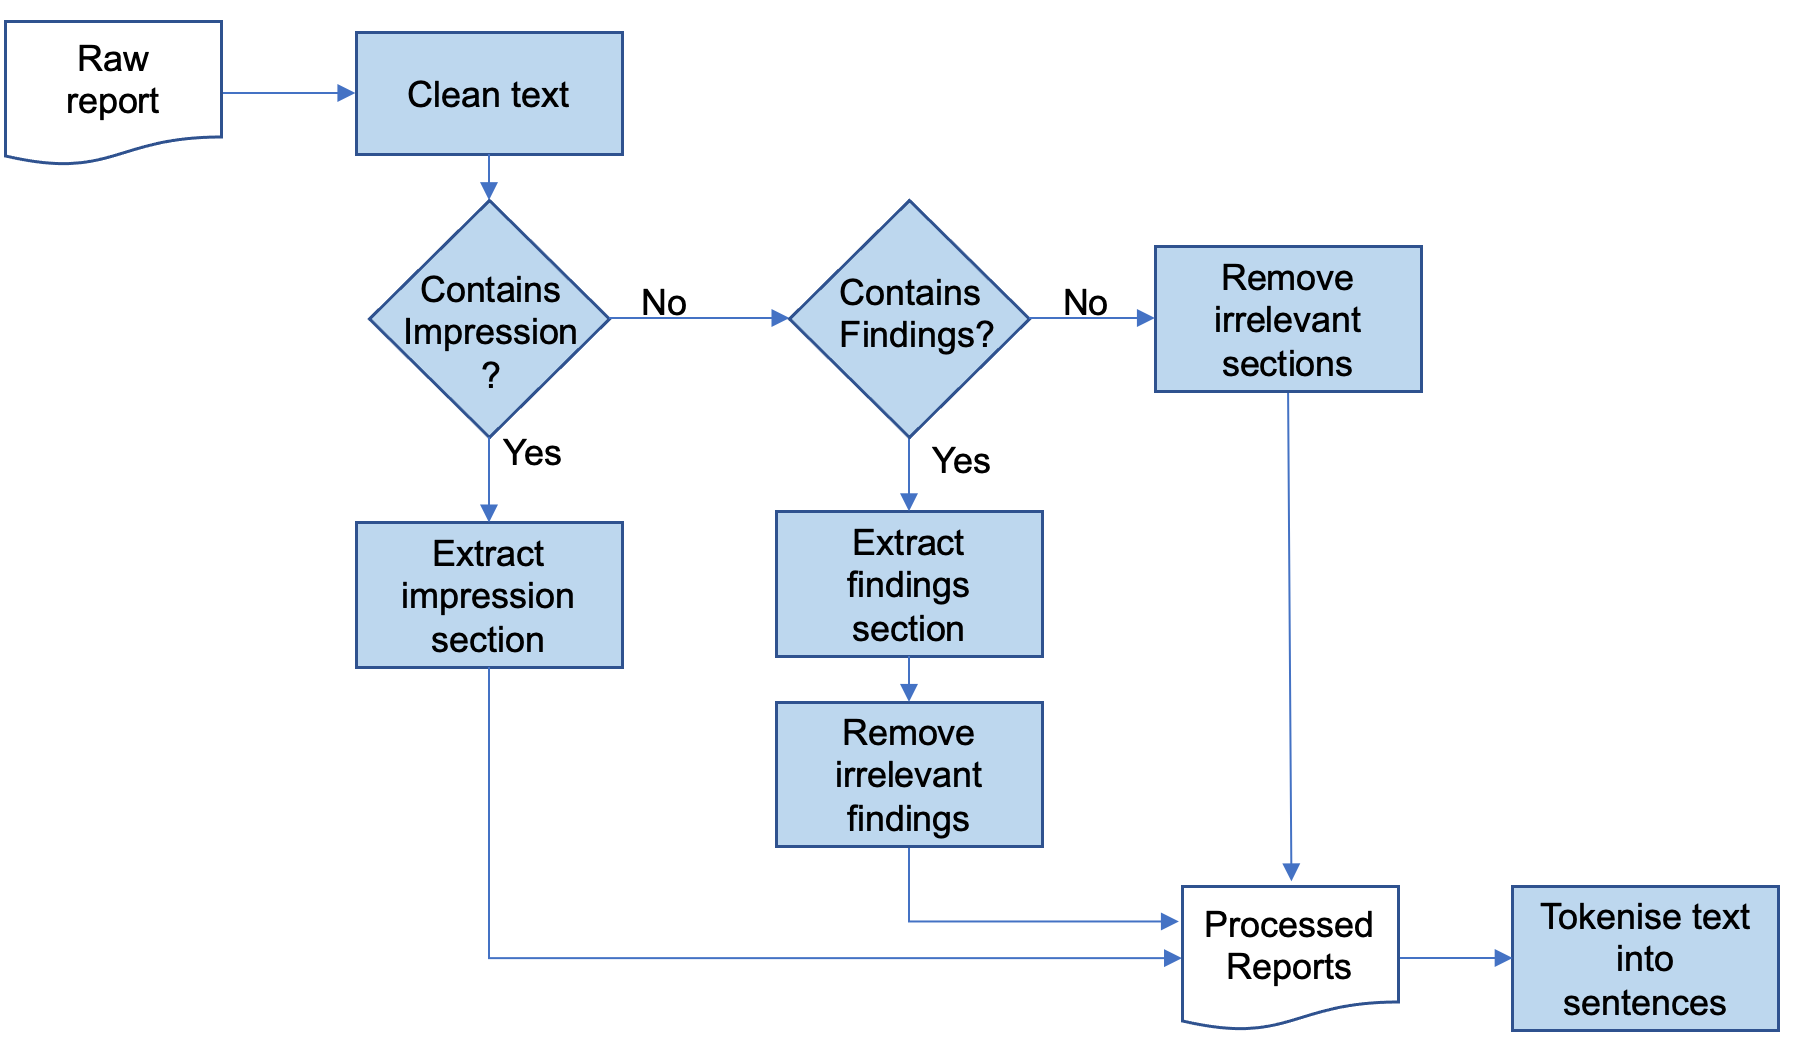 Raw
report
Clean text
Contains
Impression
?
No
Contains
Findings?
No
Remove
irrelevant
sections
Yes
Yes
Extract
impression
section
Extract
findings
section
Remove
irrelevant
findings
Processed
Reports
Tokenise text
into
sentences